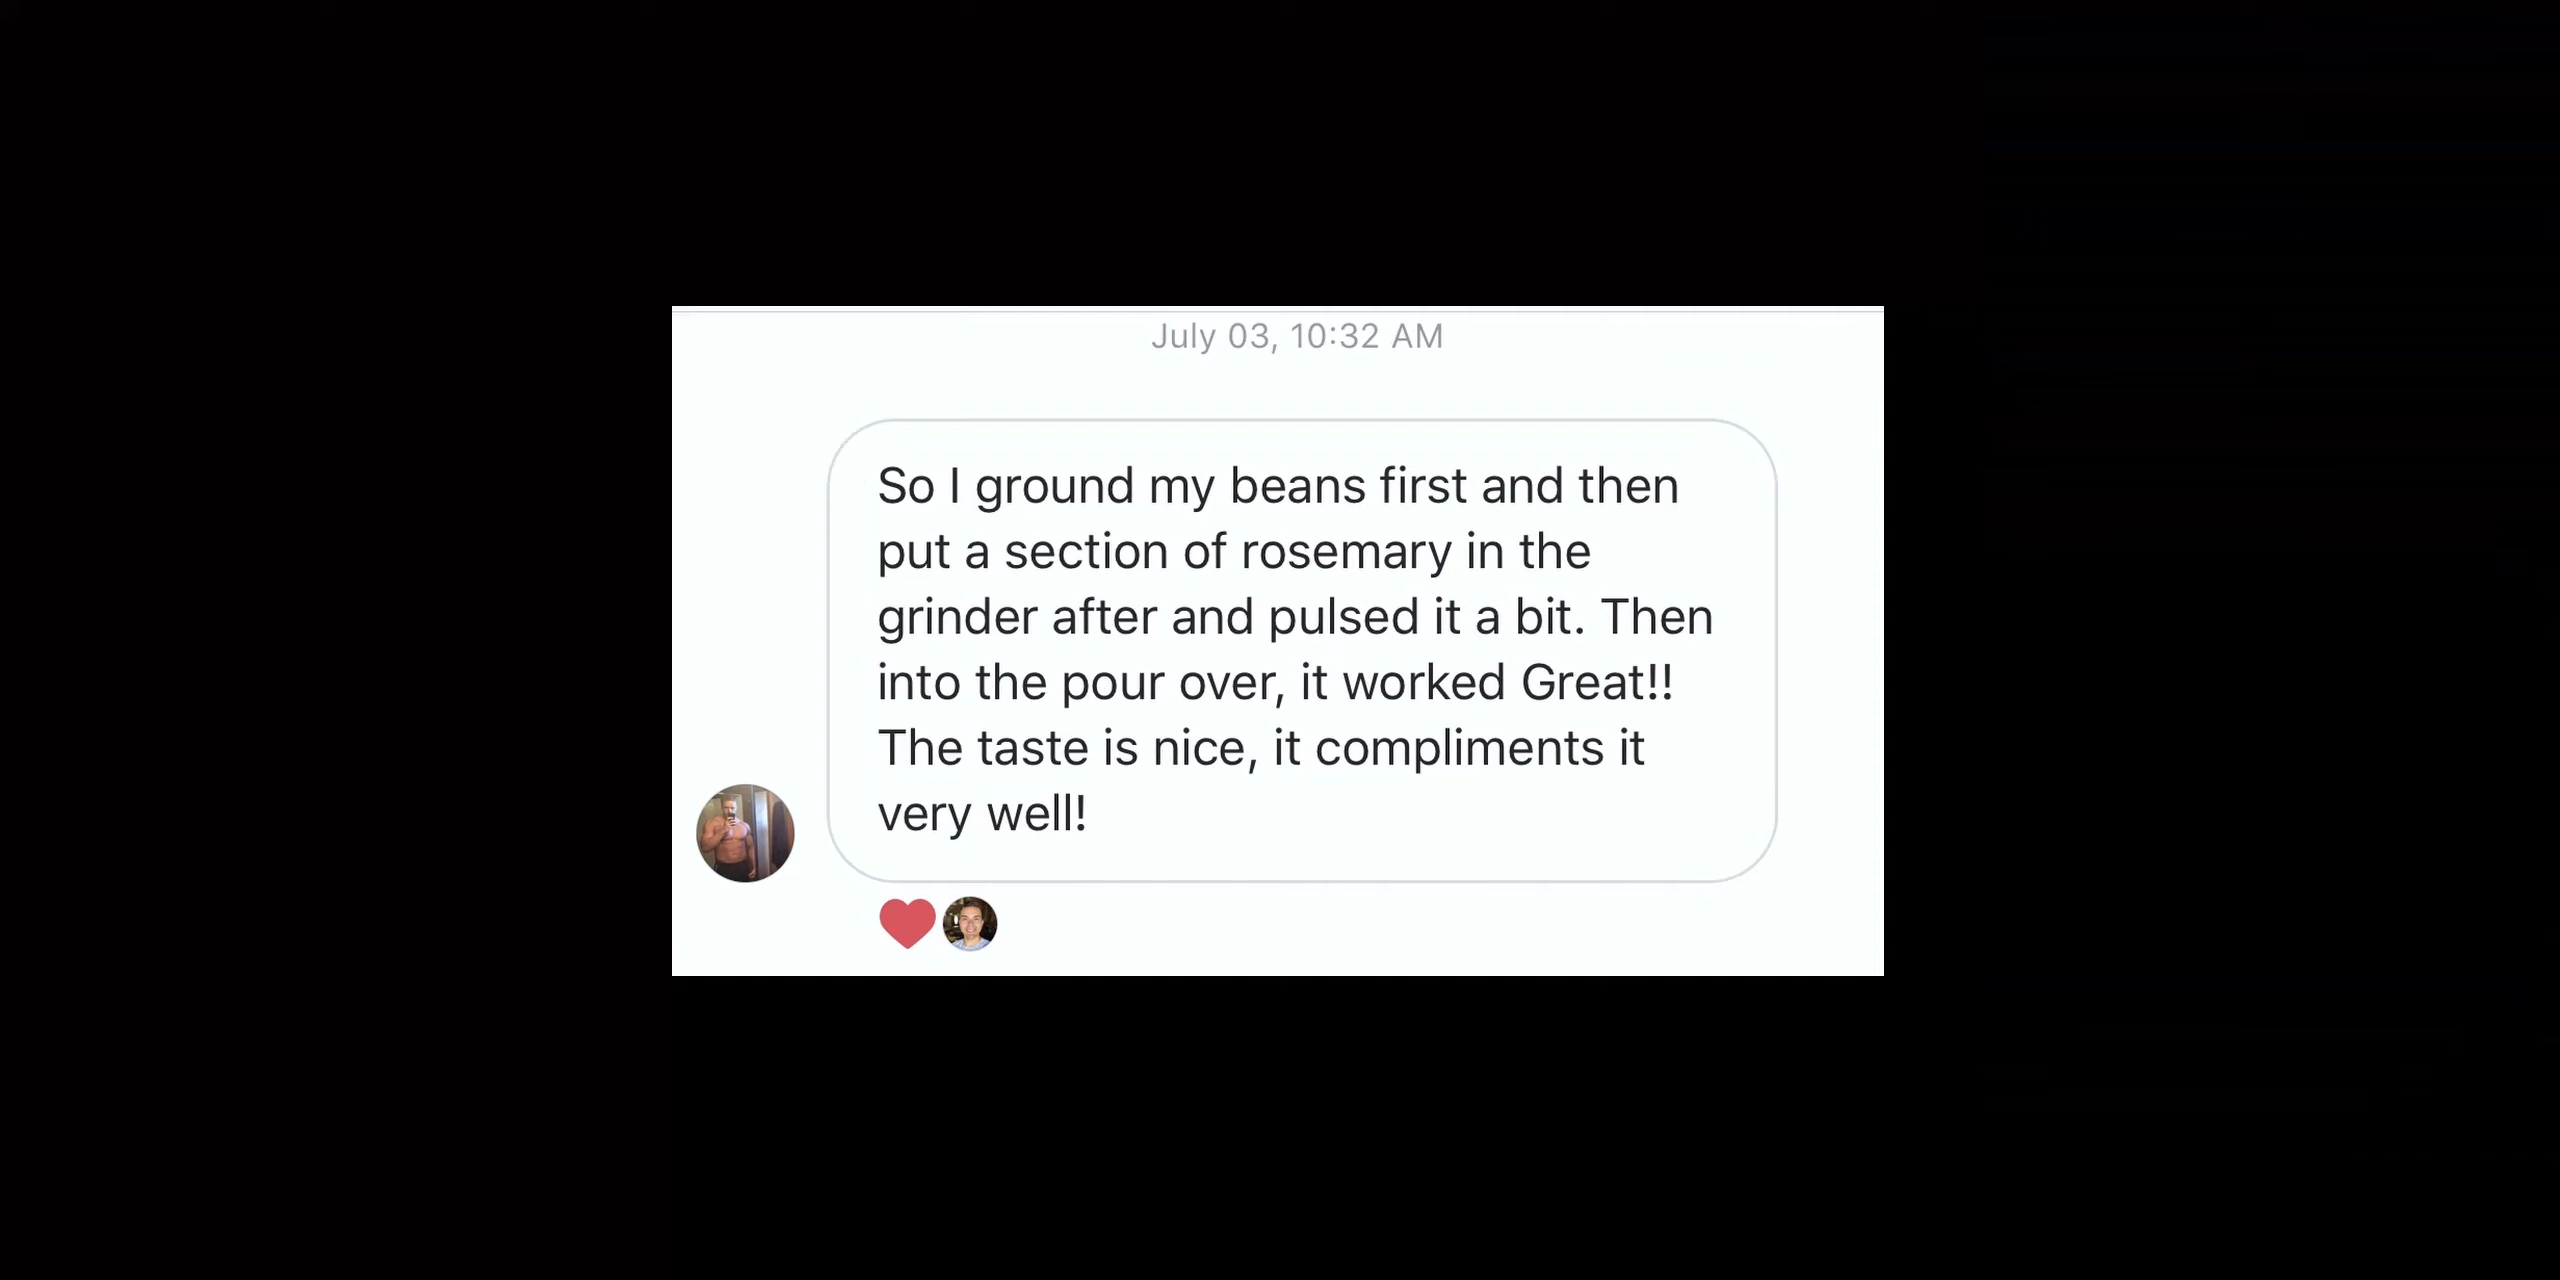 July 03, 10:32 AM
So I ground my beans first and then
put a section of rosemary in the
grinder after and pulsed it a bit. Then
into the pour over, it worked Great!!
The taste is nice, it compliments it
very well!